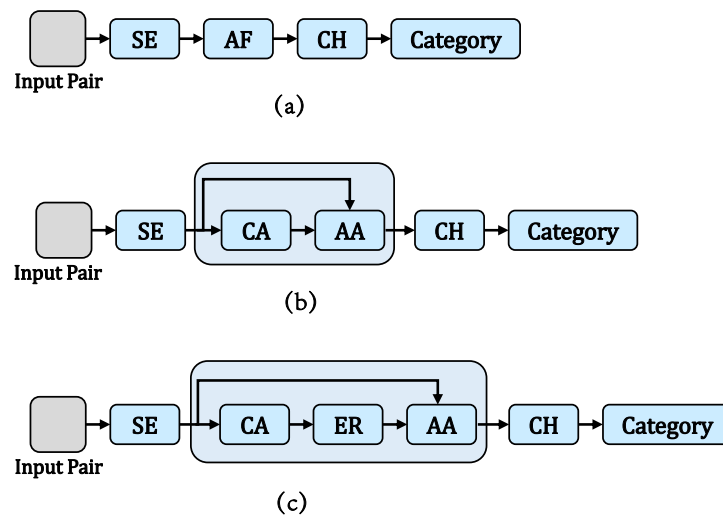 SE AF CH Category
Input Pair
(a)
SE CA AA CH Category
Input Pair
(b)
SE CA ER AA CH Category
Input Pair
(c)